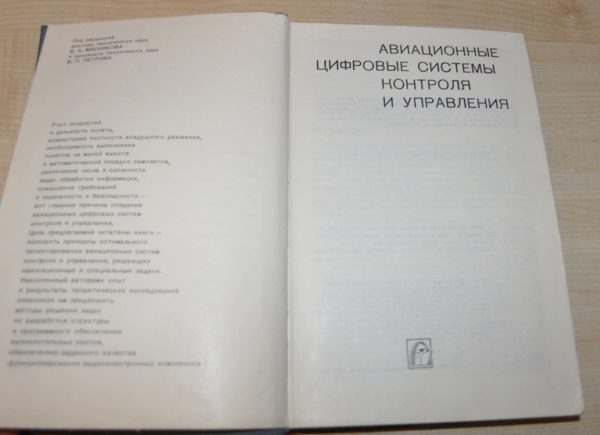 Под редакцией
доктора технических наук
В. А. МЯСНИКОВА
и кандидата технических наук
В. П. ПЕТРОВА
Рост скоростей
и дальности полета,
возрастание плотности воздушного движения,
необходимость выполнения
полетов на малой высоте
и автоматической посадки самолетов,
увеличение числа и сложности
задач обработки информации,
повышение требований
к надежности и безопасности —
вот главные причины создания
авиационных цифровых систем
контроля и управления.
Цель предлагаемой читателю книги —
изложить принципы оптимального
проектирования авиационных систем
контроля и управления, решающих
навигационные и специальные задачи.
Накопленный авторами опыт
и результаты теоретических исследований
позволили им предложить
методы решения задач
по разработке структуры
и программного обеспечения
вычислительных систем,
обеспечению заданного качества
функционирования радиоэлектронных комплексов
АВИАЦИОННЫЕ
ЦИФРОВЫЕ СИСТЕМЫ
КОНТРОЛЯ
И УПРАВЛЕНИЯ